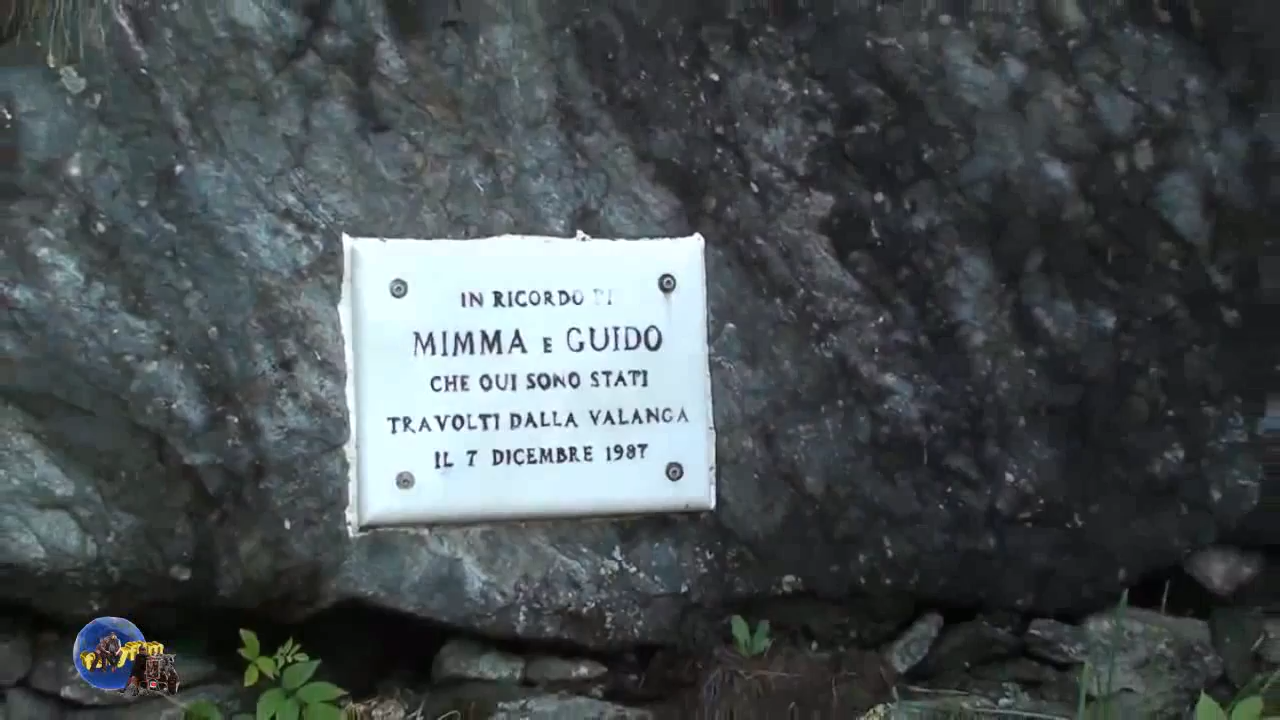 IN RICORDO DI
MIMMA E GUIDO
CHE QUI SONO STATI
TRAVOLTI DALLA VALANGA
IL 7 DICEMBRE 1987